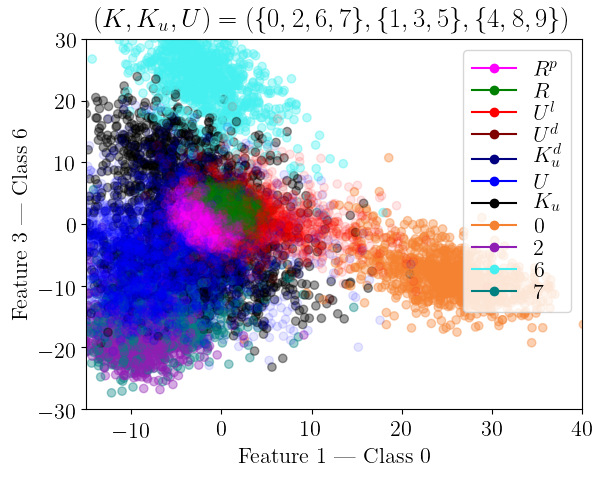 (K, K_u, U) = ({0, 2, 6, 7}, {1, 3, 5}, {4, 8, 9})
30
20
10
0
−10
−20
−30
Feature 3 — Class 6
R^p
R
U^l
U^d
K_u^d
U
K_u
0
2
6
7
−10
0
10
20
30
40
Feature 1 — Class 0